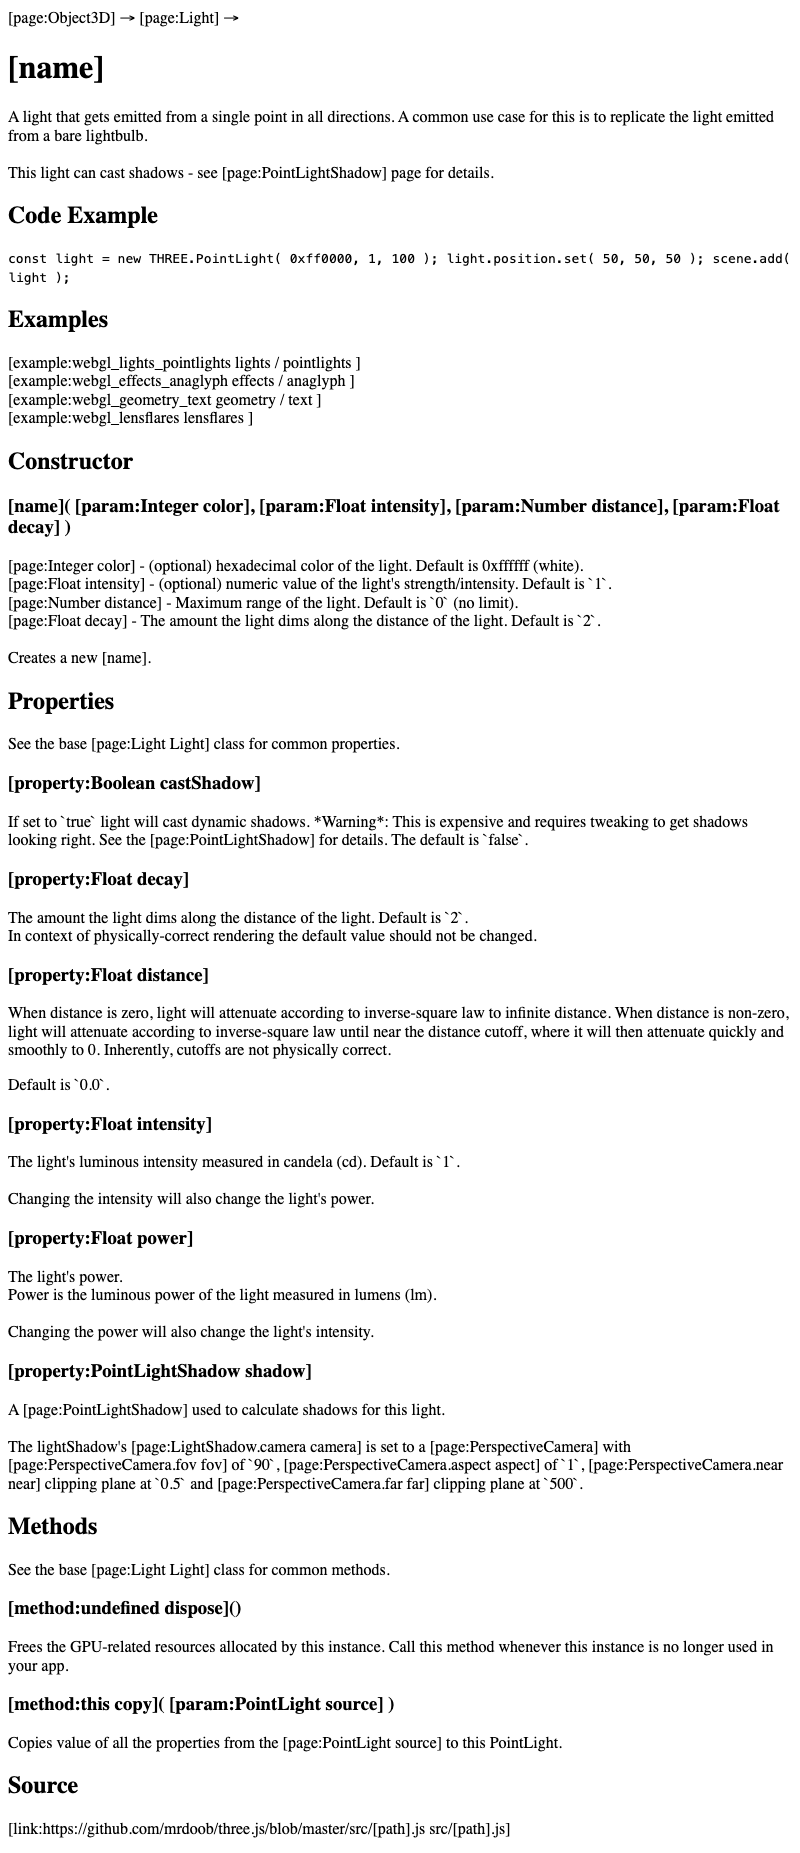 [page:Object3D] → [page:Light] →
[name]
A light that gets emitted from a single point in all directions. A common use case for this is to replicate the light emitted
from a bare lightbulb.
This light can cast shadows - see [page:PointLightShadow] page for details.
Code Example
const light = new THREE.PointLight( 0xff0000, 1, 100 ); light.position.set( 50, 50, 50 ); scene.add(
light );
Examples
[example:webgl_lights_pointlights lights / pointlights ]
[example:webgl_effects_anaglyph effects / anaglyph ]
[example:webgl_geometry_text geometry / text ]
[example:webgl_lensflares lensflares ]
Constructor
[name]( [param:Integer color], [param:Float intensity], [param:Number distance], [param:Float
decay] )
[page:Integer color] - (optional) hexadecimal color of the light. Default is 0xffffff (white).
[page:Float intensity] - (optional) numeric value of the light's strength/intensity. Default is `1`.
[page:Number distance] - Maximum range of the light. Default is `0` (no limit).
[page:Float decay] - The amount the light dims along the distance of the light. Default is `2`.
Creates a new [name].
Properties
See the base [page:Light Light] class for common properties.
[property:Boolean castShadow]
If set to `true` light will cast dynamic shadows. *Warning*: This is expensive and requires tweaking to get shadows
looking right. See the [page:PointLightShadow] for details. The default is `false`.
[property:Float decay]
The amount the light dims along the distance of the light. Default is `2`.
In context of physically-correct rendering the default value should not be changed.
[property:Float distance]
When distance is zero, light will attenuate according to inverse-square law to infinite distance. When distance is non-zero,
light will attenuate according to inverse-square law until near the distance cutoff, where it will then attenuate quickly and
smoothly to 0. Inherently, cutoffs are not physically correct.
Default is `0.0`.
[property:Float intensity]
The light's luminous intensity measured in candela (cd). Default is `1`.
Changing the intensity will also change the light's power.
[property:Float power]
The light's power.
Power is the luminous power of the light measured in lumens (lm).
Changing the power will also change the light's intensity.
[property:PointLightShadow shadow]
A [page:PointLightShadow] used to calculate shadows for this light.
The lightShadow's [page:LightShadow.camera camera] is set to a [page:PerspectiveCamera] with
[page:PerspectiveCamera.fov fov] of `90`, [page:PerspectiveCamera.aspect aspect] of `1`, [page:PerspectiveCamera.near
near] clipping plane at `0.5` and [page:PerspectiveCamera.far far] clipping plane at `500`.
Methods
See the base [page:Light Light] class for common methods.
[method:undefined dispose]()
Frees the GPU-related resources allocated by this instance. Call this method whenever this instance is no longer used in
your app.
[method:this copy]( [param:PointLight source] )
Copies value of all the properties from the [page:PointLight source] to this PointLight.
Source
[link:https://github.com/mrdoob/three.js/blob/master/src/[path].js src/[path].js]